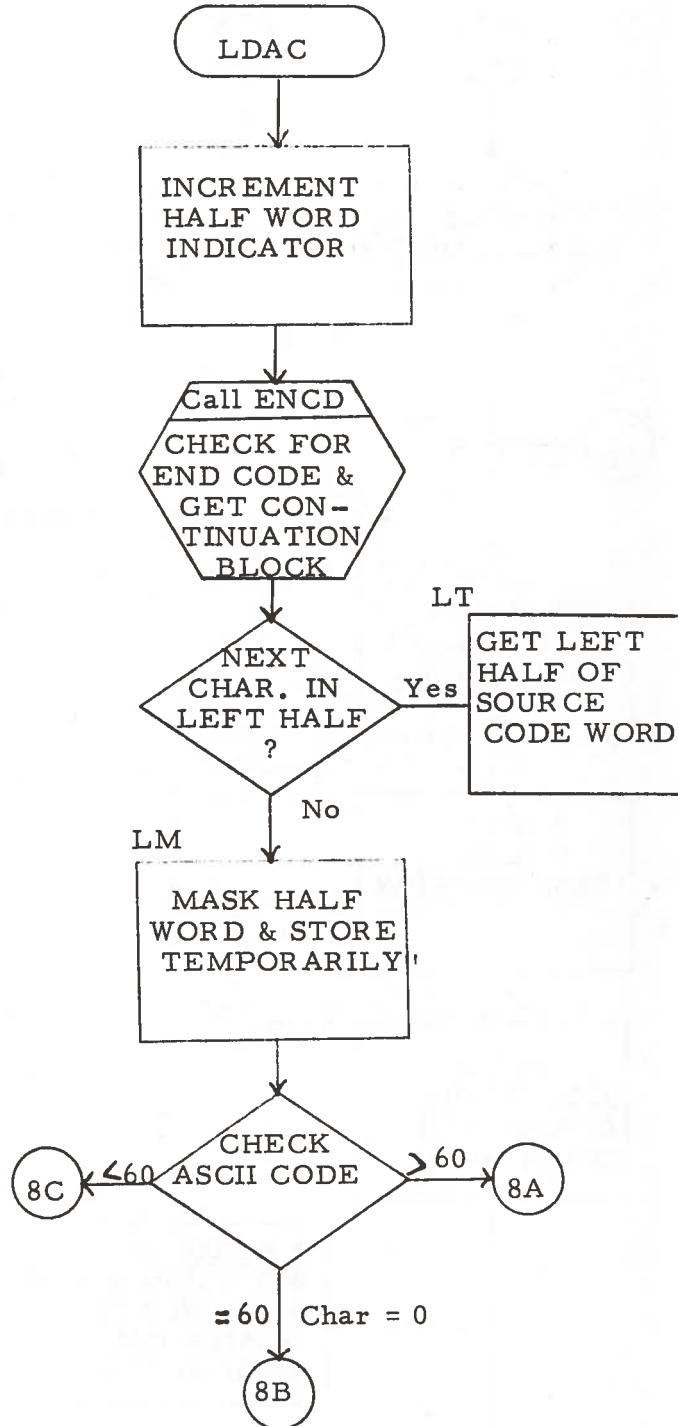 LDAC
INCREMENT
HALF WORD
INDICATOR
Call ENCD
CHECK FOR
END CODE &
GET CON-
TINUATION
BLOCK
NEXT
CHAR. IN
LEFT HALF
?
Yes
LT
GET LEFT
HALF OF
SOURCE
CODE WORD
No
LM
MASK HALF
WORD & STORE
TEMPORARILY
CHECK
ASCII CODE
<60
8C
>60
8A
=60 Char = 0
8B